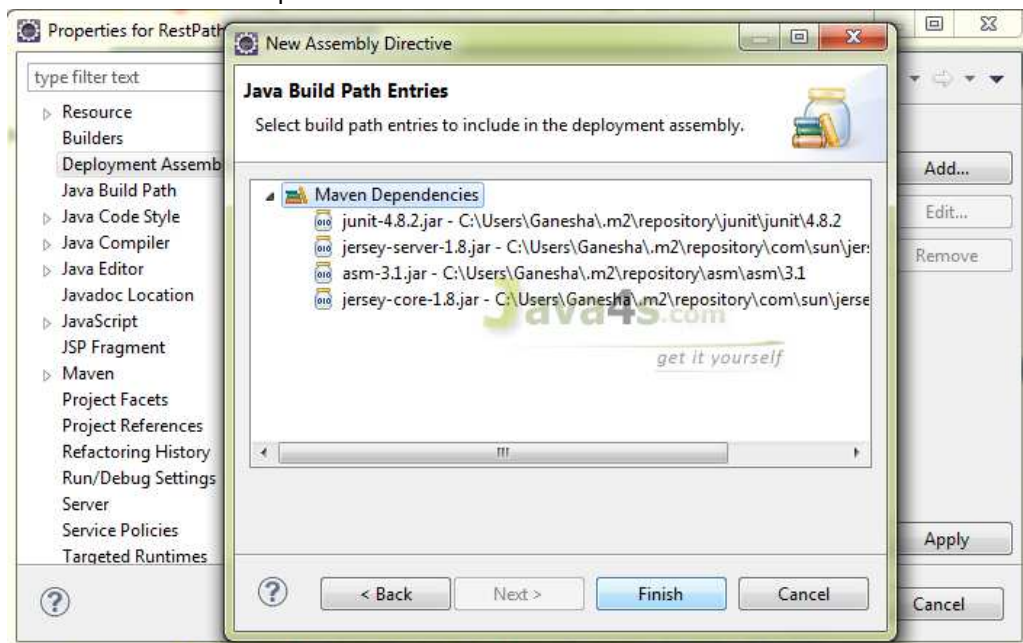 Properties for RestPath
type filter text
Resource
Builders
Deployment Assemb
Java Build Path
Java Code Style
Java Compiler
Java Editor
Javadoc Location
JavaScript
JSP Fragment
Maven
Project Facets
Project References
Refactoring History
Run/Debug Settings
Server
Service Policies
Targeted Runtimes
New Assembly Directive
Java Build Path Entries
Select build path entries to include in the deployment assembly.
Maven Dependencies
junit-4.8.2.jar - C:\Users\Ganesha\.m2\repository\junit\junit\4.8.2
jersey-server-1.8.jar - C:\Users\Ganesha\.m2\repository\com\sun\jer
asm-3.1.jar - C:\Users\Ganesha\.m2\repository\asm\asm\3.1
jersey-core-1.8.jar - C:\Users\Ganesha\.m2\repository\com\sun\jerse
Java4s.com
get it yourself
< Back Next > Finish Cancel
Add...
Edit...
Remove
Apply
Cancel